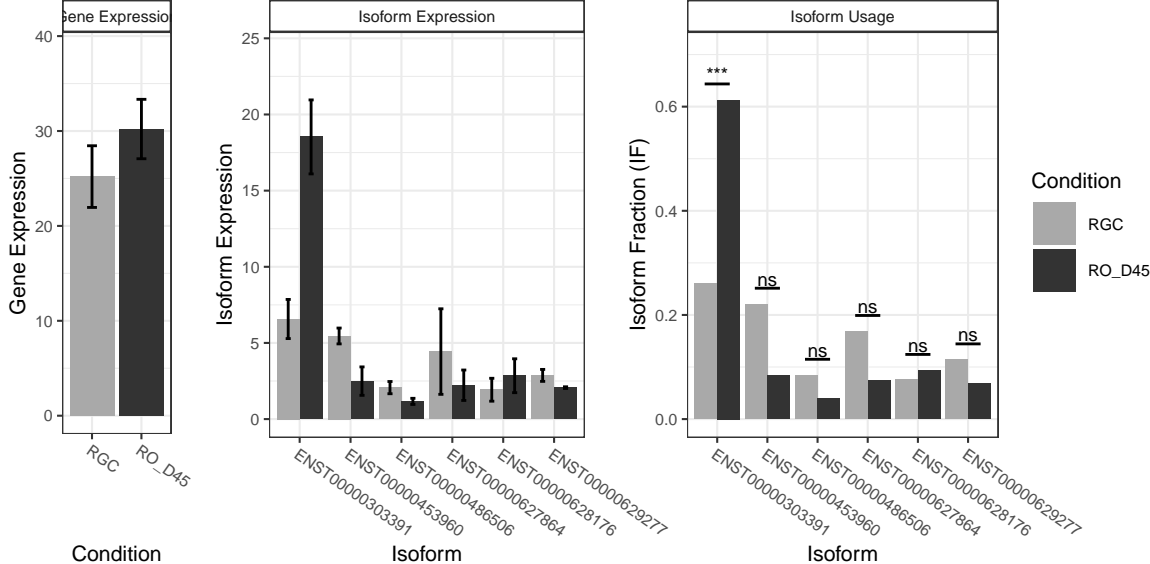 Gene Expression
Gene Expression
40
30
20
10
0
RGC
RO_D45
Condition
Isoform Expression
Isoform Expression
25
20
15
10
5
0
ENST00000303391
ENST00000453960
ENST00000486506
ENST00000627864
ENST00000628176
ENST00000629277
Isoform
Isoform Usage
Isoform Fraction (IF)
0.6
0.4
0.2
0.0
***
ns
ns
ns
ns
ns
ENST00000303391
ENST00000453960
ENST00000486506
ENST00000627864
ENST00000628176
ENST00000629277
Isoform
Condition
RGC
RO_D45